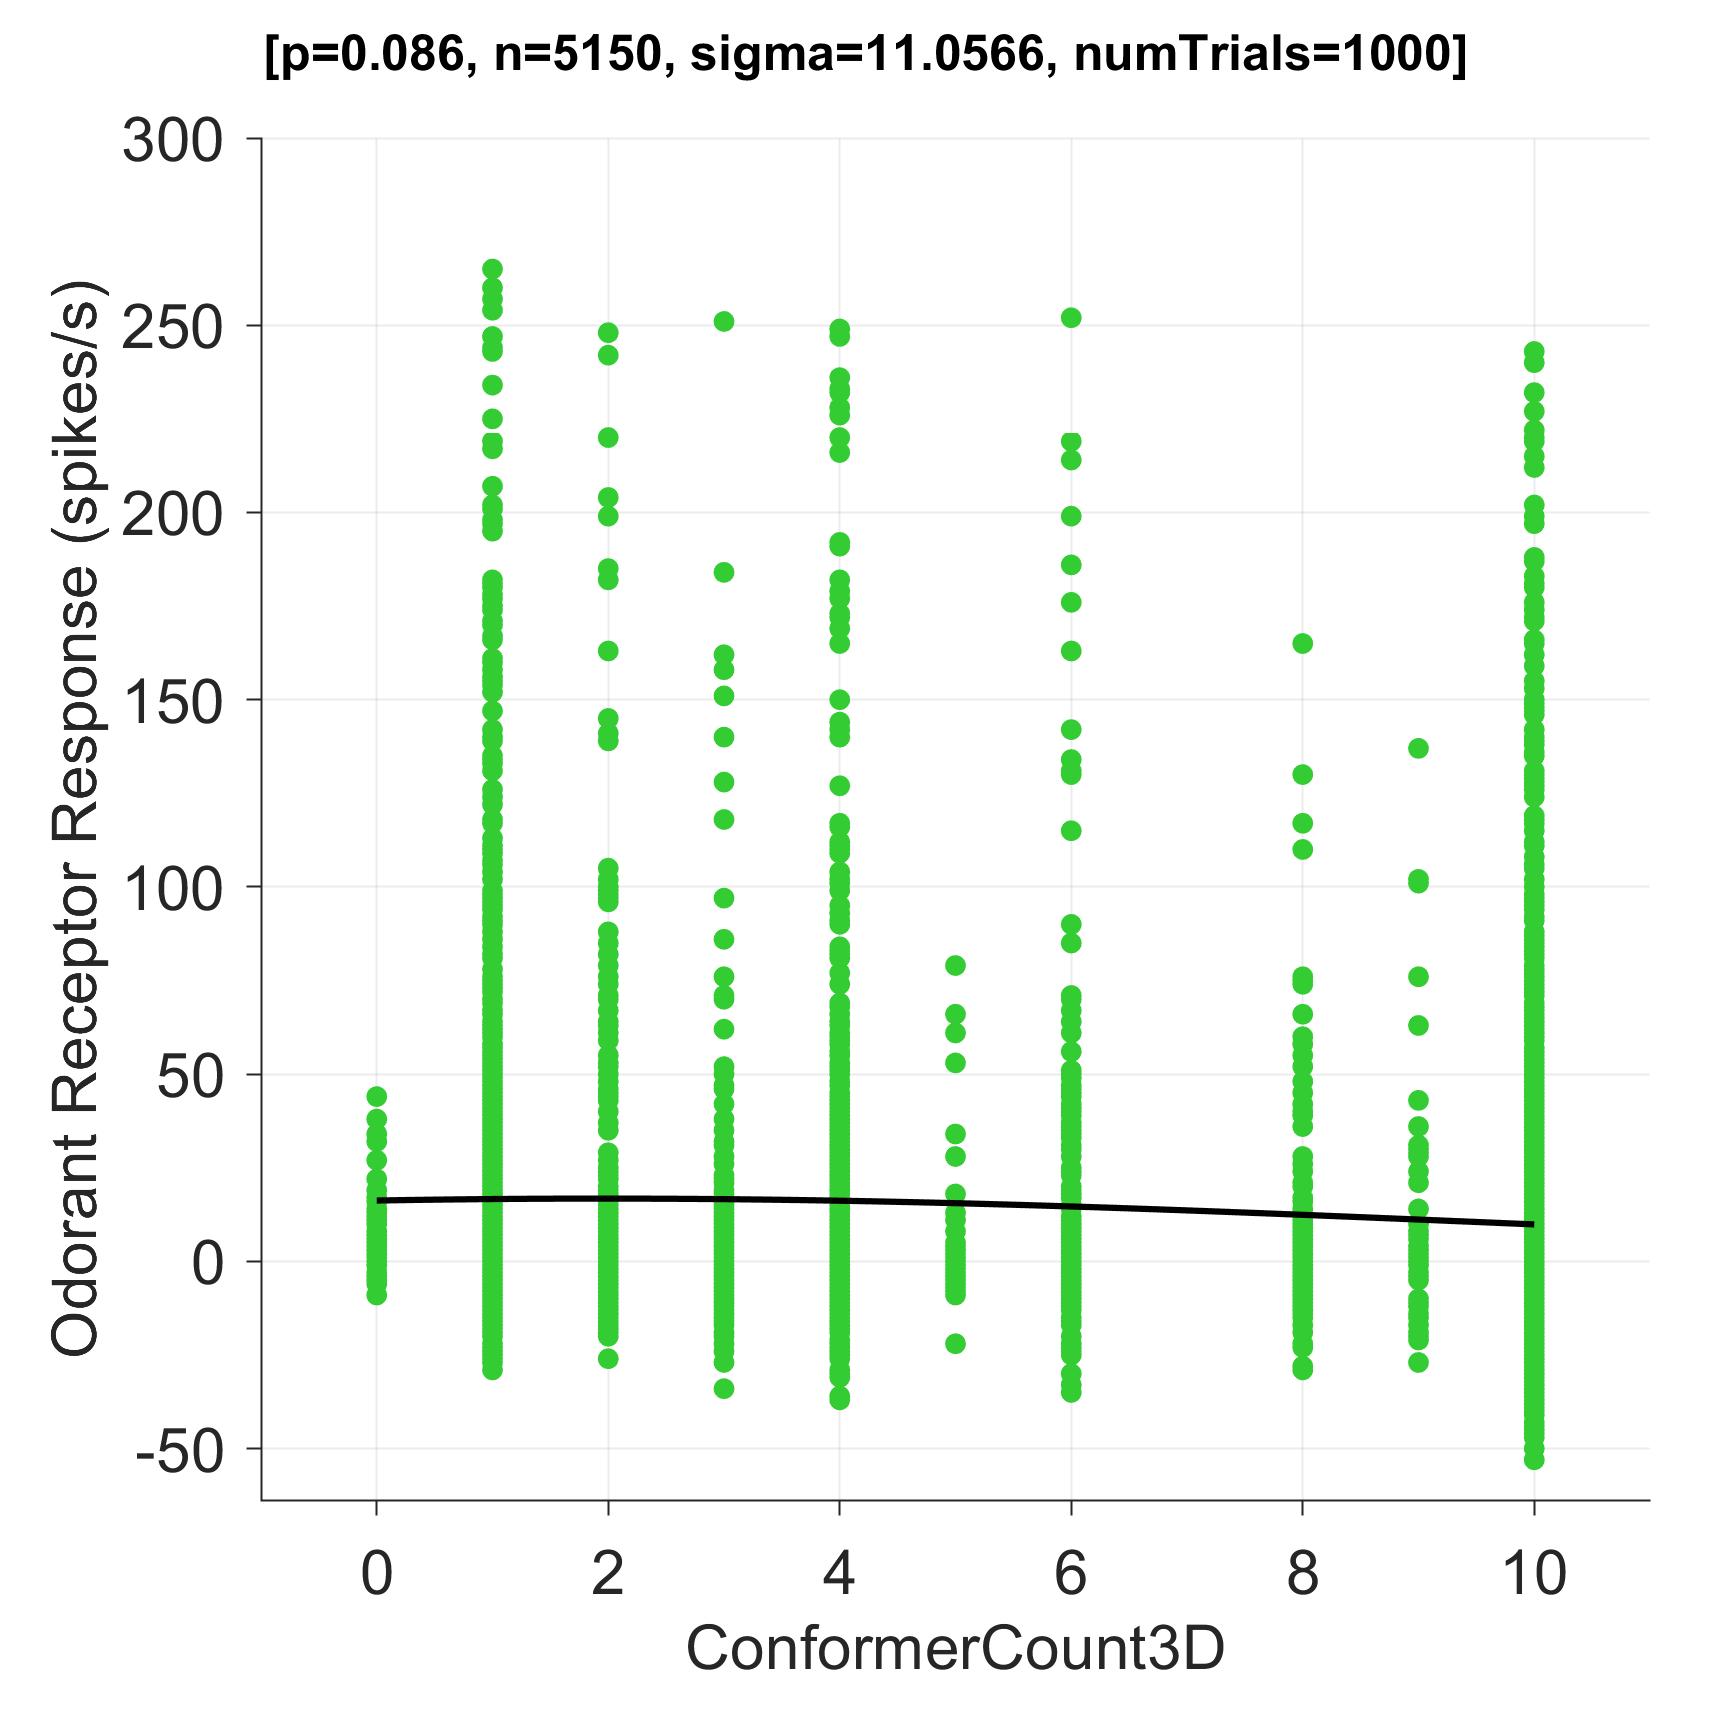 [p=0.086, n=5150, sigma=11.0566, numTrials=1000]
300
250
200
150
100
50
0
-50
Odorant Receptor Response (spikes/s)
0 2 4 6 8 10
ConformerCount3D